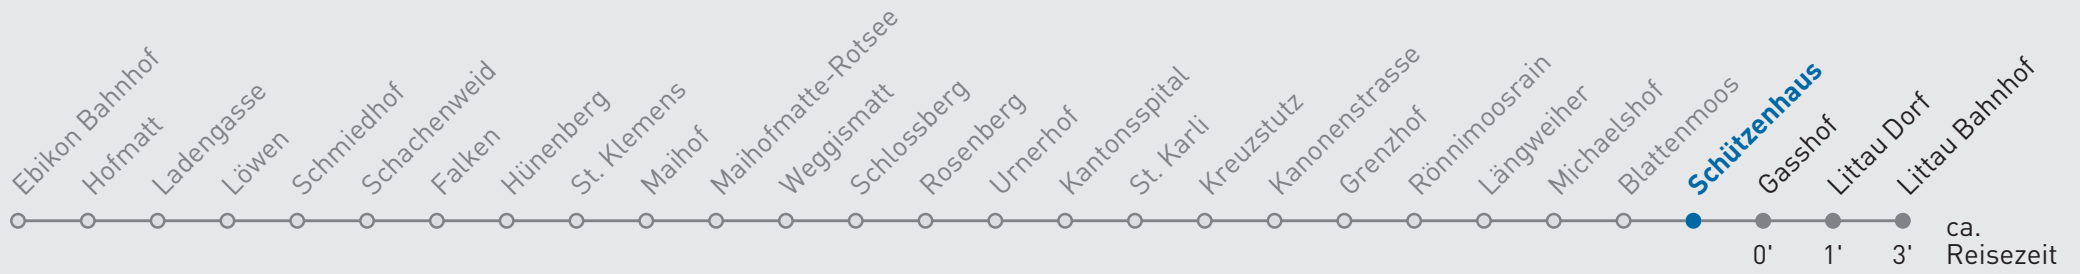 Ebikon Bahnhof
Hofmatt
Ladengasse
Löwen
Schmiedhof
Schachenweid
Falken
Hünenberg
St. Klemens
Maihof
Maihofmatte-Rotsee
Weggismatt
Schlossberg
Rosenberg
Urnerhof
Kantonsspital
St. Karli
Kreuzstutz
Kanonenstrasse
Grenzhof
Rönnimoosrain
Längweiher
Michaelshof
Blattenmoos
Schützenhaus
Gasshof
Littau Dorf
Littau Bahnhof
0' 1' 3'
ca.
Reisezeit